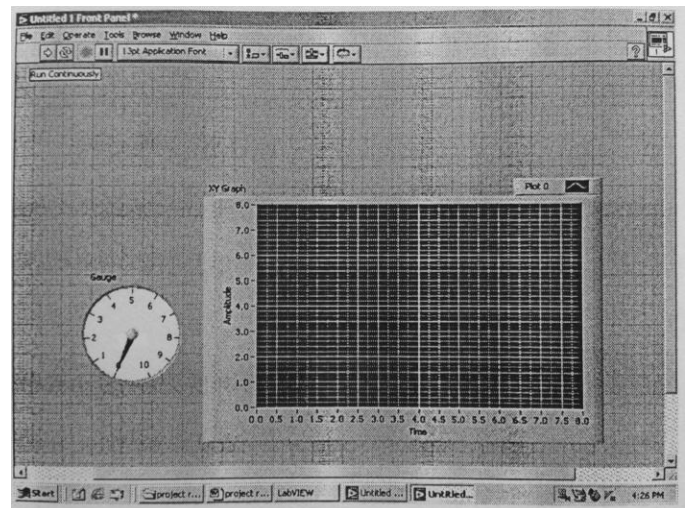 Untitled 1 Front Panel *
File Edit Operate Tools Browse Window Help
13pt Application Font
Run Continuously
XY Graph
Plot 0
Gauge
0 1 2 3 4 5 6 7 8 9 10
Amplitude
8.0
7.0
6.0
5.0
4.0
3.0
2.0
1.0
0.0
0.0 0.5 1.0 1.5 2.0 2.5 3.0 3.5 4.0 4.5 5.0 5.5 6.0 6.5 7.0 7.5 8.0
Time
Start project r... project r... LabVIEW Untitled ... Untitled... 4:26 PM